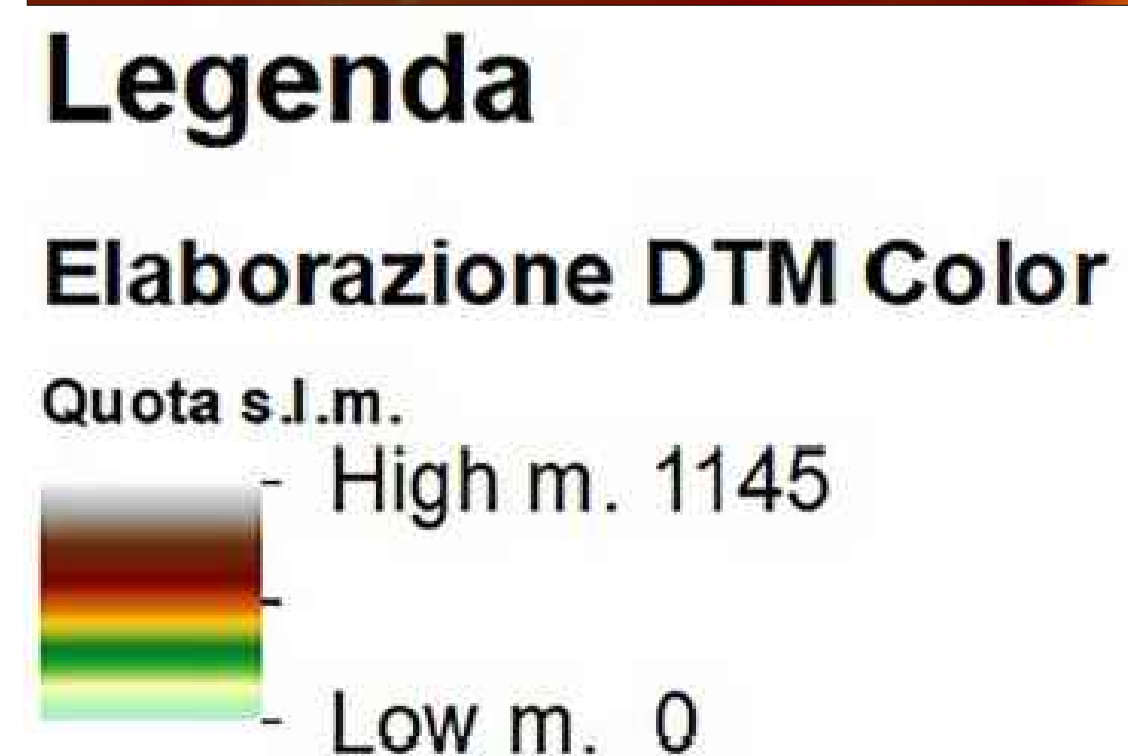 Legenda
Elaborazione DTM Color
Quota s.l.m.
High m. 1145
Low m. 0